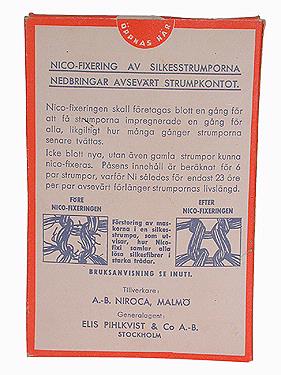 ÖPPNAS HÄR
NICO-FIXERING AV SILKESSTRUMPORNA
NEDBRINGAR AVSEVÄRT STRUMPKONTOT.
Nico-fixeringen skall företagas blott en gång för
att få strumporna impregnerade en gång för
alla, likgiltigt hur många gånger strumporna
senare tvättas.
Icke blott nya, utan även gamla strumpor kunna
nico-fixeras. Påsens innehåll är beräknat för 6
par strumpor, varför Ni således för endast 23 öre
per par avsevärt förlänger strumpornas livslängd.
FÖRE
NICO-FIXERINGEN
EFTER
NICO-FIXERINGEN
Förstoring av mas-
korna i en silkes-
strumpa, som ut-
visar, hur Nico-
Fixi samlar alla
lösa silkesfibrer i
starka trådar.
BRUKSANVISNING SE INUTI.
Tillverkare:
A.-B. NIROCA, MALMÖ
Generalagent:
ELIS PIHLKVIST & Co A.-B.
STOCKHOLM